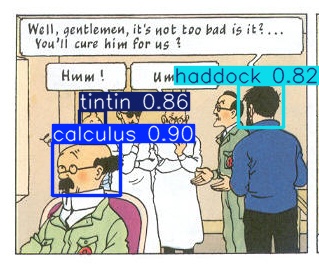 Well, gentlemen, it's not too bad is it?...
You'll cure him for us ?
Hmm !
Um
haddock 0.82
tintin 0.86
calculus 0.90